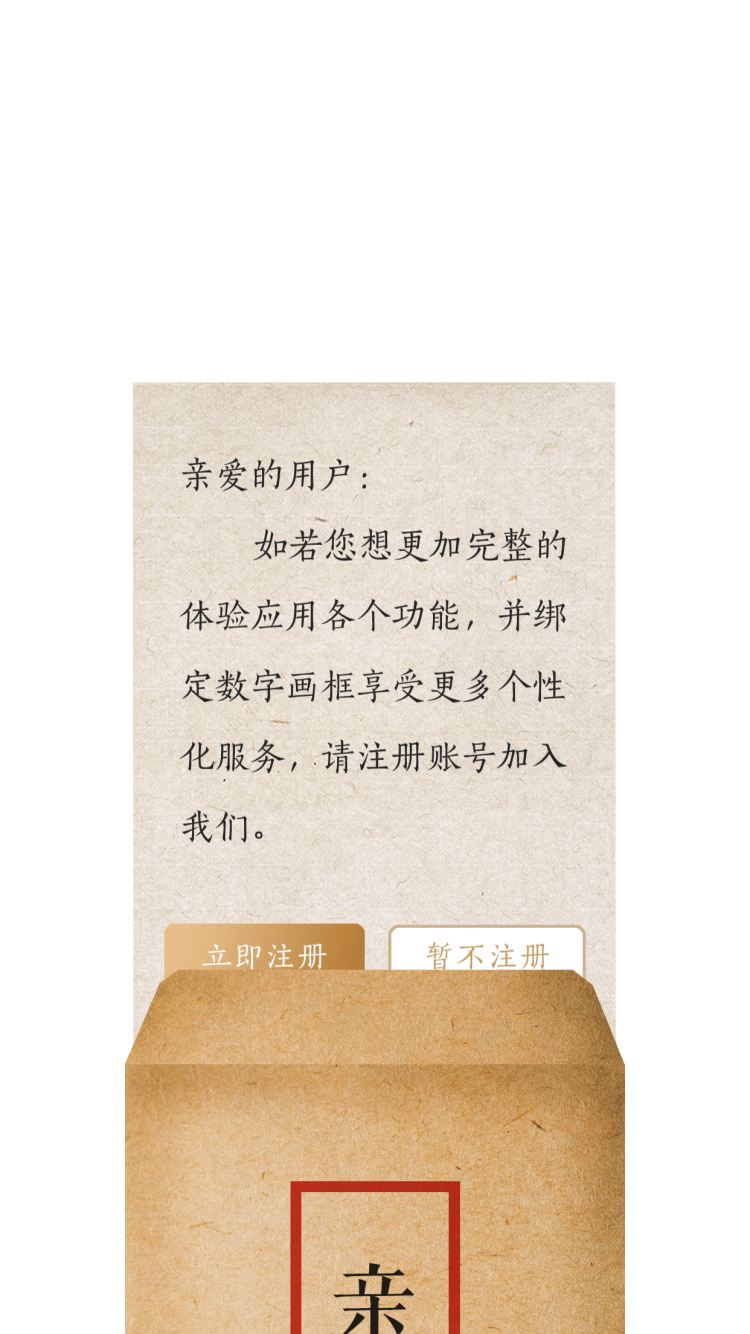 亲爱的用户：
如若您想更加完整的
体验应用各个功能，并绑
定数字画框享受更多个性
化服务，请注册账号加入
我们。
立即注册
暂不注册
亲